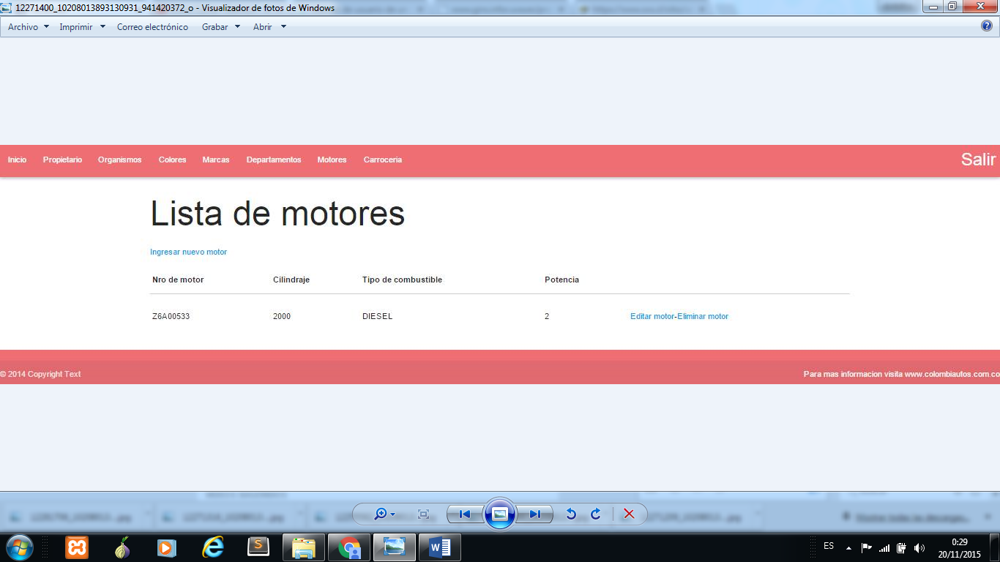 12271400_10208013893130931_941420372_o - Visualizador de fotos de Windows
Archivo Imprimir Correo electrónico Grabar Abrir
Inicio Propietario Organismos Colores Marcas Departamentos Motores Carroceria Salir
Lista de motores
Ingresar nuevo motor
Nro de motor Cilindraje Tipo de combustible Potencia
Z6A00533 2000 DIESEL 2 Editar motor-Eliminar motor
© 2014 Copyright Text Para mas informacion visita www.colombiautos.com.co
ES 0:29
20/11/2015